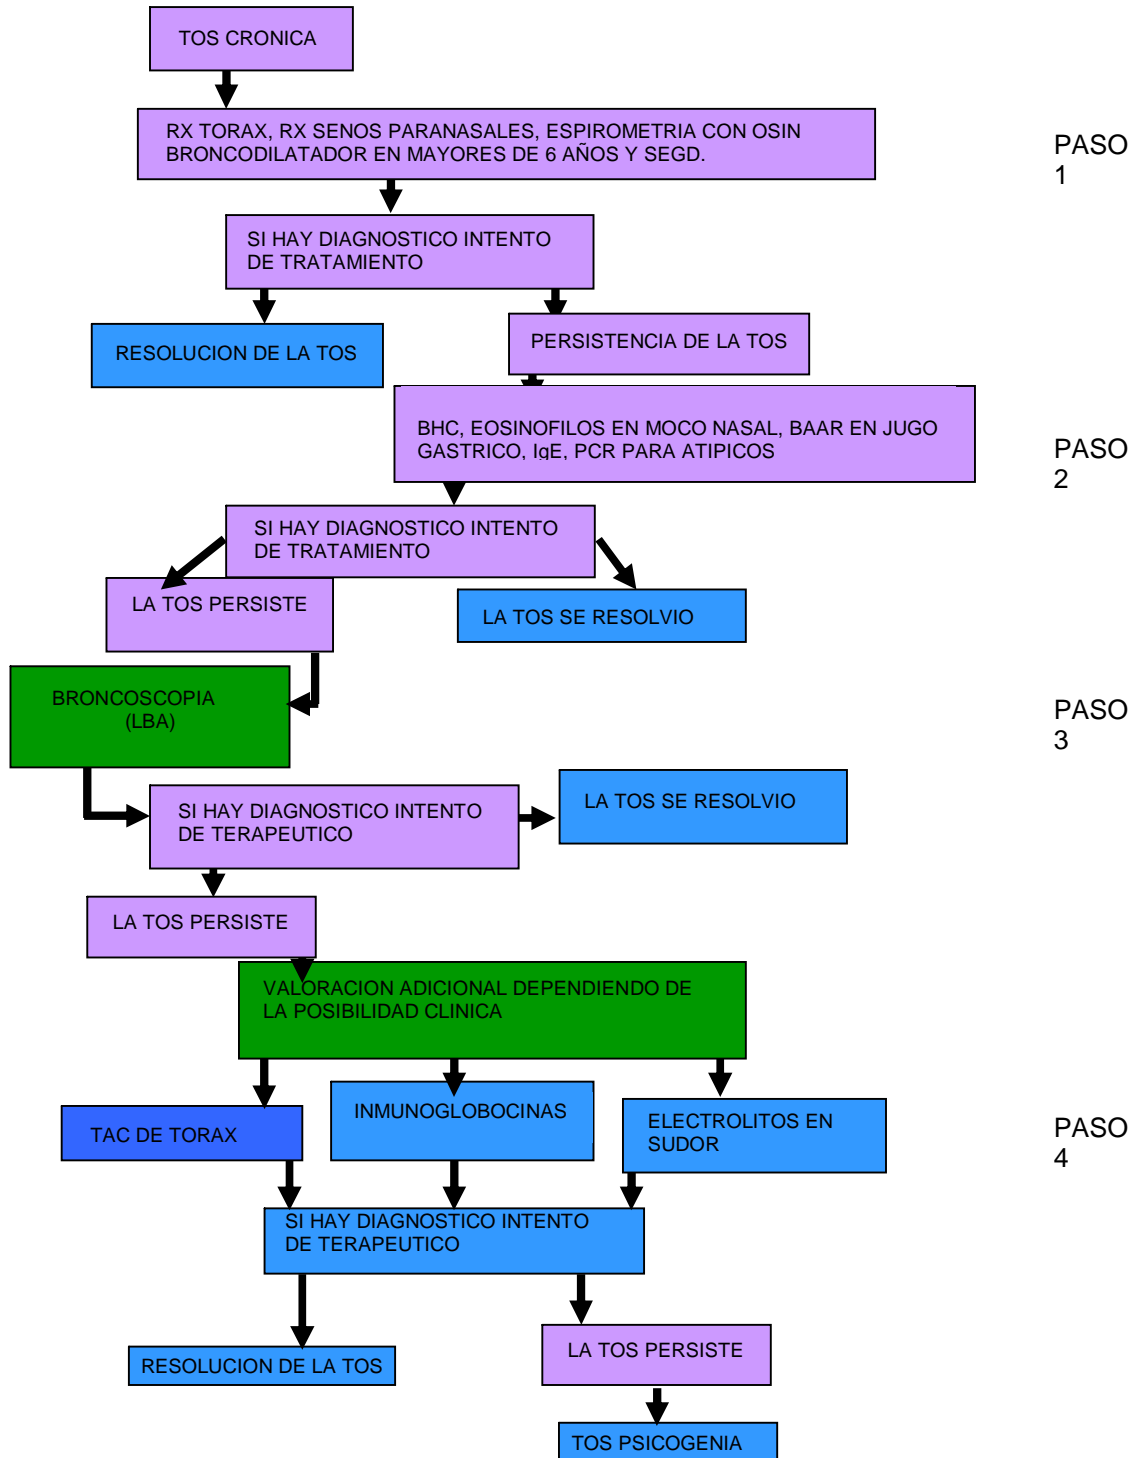 TOS CRONICA
RX TORAX, RX SENOS PARANASALES, ESPIROMETRIA CON OSIN
BRONCODILATADOR EN MAYORES DE 6 AÑOS Y SEGD.
PASO
1
SI HAY DIAGNOSTICO INTENTO
DE TRATAMIENTO
RESOLUCION DE LA TOS
PERSISTENCIA DE LA TOS
BHC, EOSINOFILOS EN MOCO NASAL, BAAR EN JUGO
GASTRICO, IgE, PCR PARA ATIPICOS
PASO
2
SI HAY DIAGNOSTICO INTENTO
DE TRATAMIENTO
LA TOS PERSISTE
LA TOS SE RESOLVIO
BRONCOSCOPIA
(LBA)
PASO
3
SI HAY DIAGNOSTICO INTENTO
DE TERAPEUTICO
LA TOS SE RESOLVIO
LA TOS PERSISTE
VALORACION ADICIONAL DEPENDIENDO DE
LA POSIBILIDAD CLINICA
TAC DE TORAX
INMUNOGLOBOCINAS
ELECTROLITOS EN
SUDOR
PASO
4
SI HAY DIAGNOSTICO INTENTO
DE TERAPEUTICO
RESOLUCION DE LA TOS
LA TOS PERSISTE
TOS PSICOGENIA